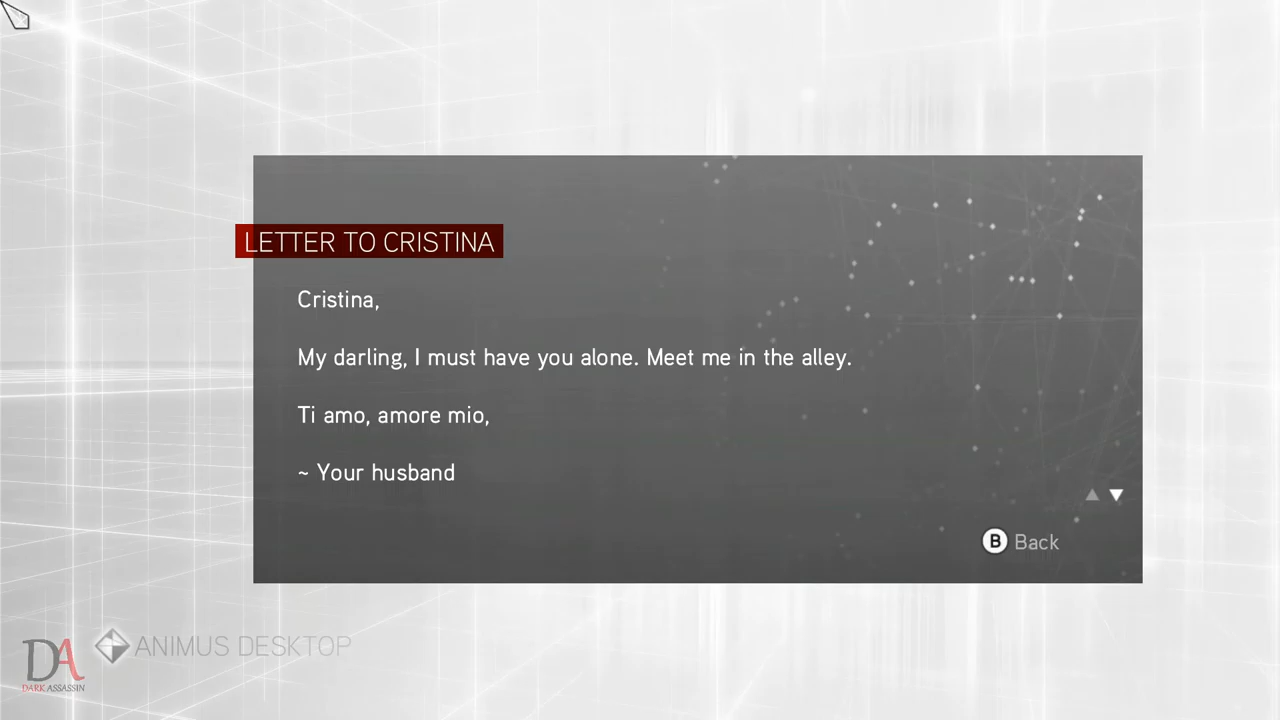 LETTER TO CRISTINA
Cristina,
My darling, I must have you alone. Meet me in the alley.
Ti amo, amore mio,
~ Your husband
B Back
ANIMUS DESKTOP
DA
DARK ASSASSIN